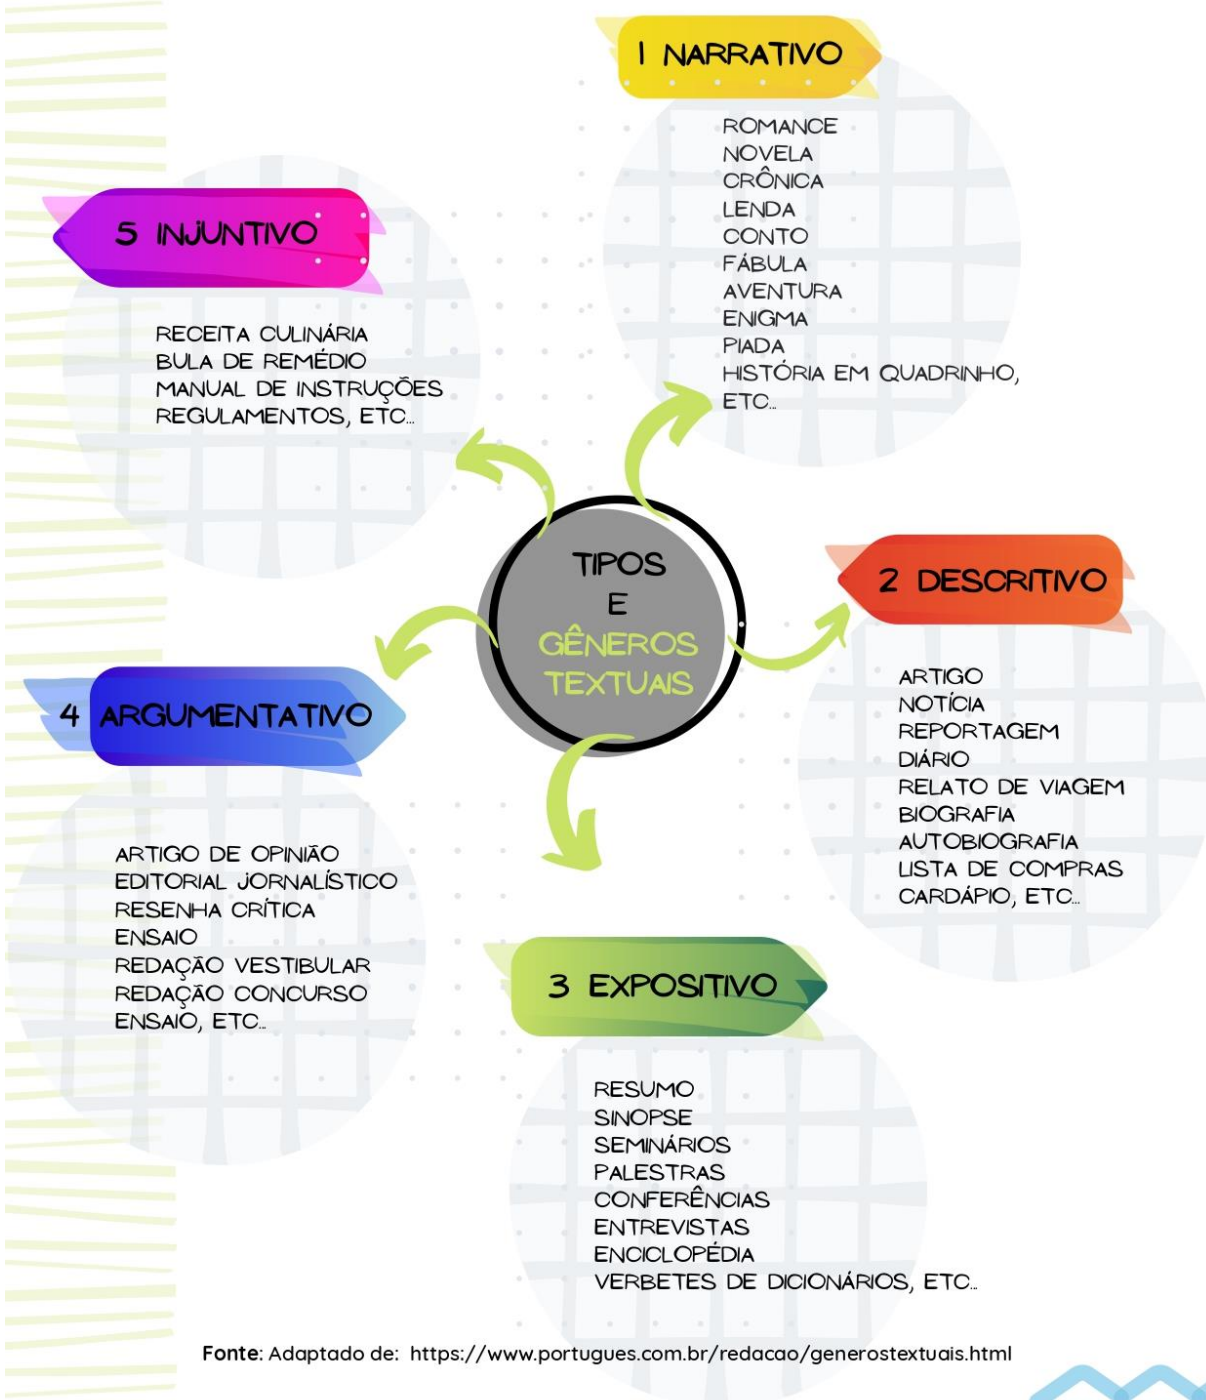 TIPOS
E
GÊNEROS
TEXTUAIS
1 NARRATIVO
ROMANCE
NOVELA
CRÔNICA
LENDA
CONTO
FÁBULA
AVENTURA
ENIGMA
PIADA
HISTÓRIA EM QUADRINHO,
ETC...
2 DESCRITIVO
ARTIGO
NOTÍCIA
REPORTAGEM
DIÁRIO
RELATO DE VIAGEM
BIOGRAFIA
AUTOBIOGRAFIA
LISTA DE COMPRAS
CARDÁPIO, ETC...
3 EXPOSITIVO
RESUMO
SINOPSE
SEMINÁRIOS
PALESTRAS
CONFERÊNCIAS
ENTREVISTAS
ENCICLOPÉDIA
VERBETES DE DICIONÁRIOS, ETC...
4 ARGUMENTATIVO
ARTIGO DE OPINIÃO
EDITORIAL JORNALÍSTICO
RESENHA CRÍTICA
ENSAIO
REDAÇÃO VESTIBULAR
REDAÇÃO CONCURSO
ENSAIO, ETC...
5 INJUNTIVO
RECEITA CULINÁRIA
BULA DE REMÉDIO
MANUAL DE INSTRUÇÕES
REGULAMENTOS, ETC...
Fonte: Adaptado de: https://www.portugues.com.br/redacao/generostextuais.html